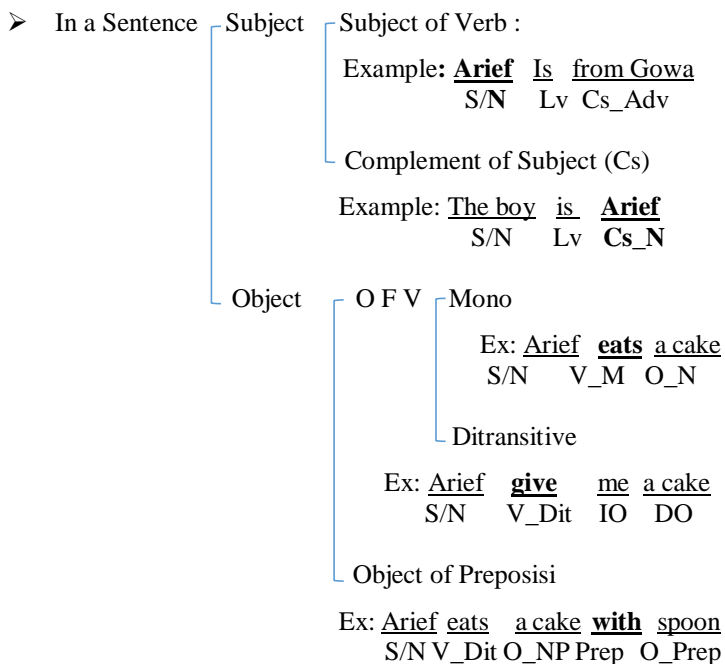 ➢ In a Sentence Subject Subject of Verb :
Example: Arief Is from Gowa
S/N Lv Cs_Adv
Complement of Subject (Cs)
Example: The boy is Arief
S/N Lv Cs_N
Object O F V Mono
Ex: Arief eats a cake
S/N V_M O_N
Ditransitive
Ex: Arief give me a cake
S/N V_Dit IO DO
Object of Preposisi
Ex: Arief eats a cake with spoon
S/N V_Dit O_NP Prep O_Prep